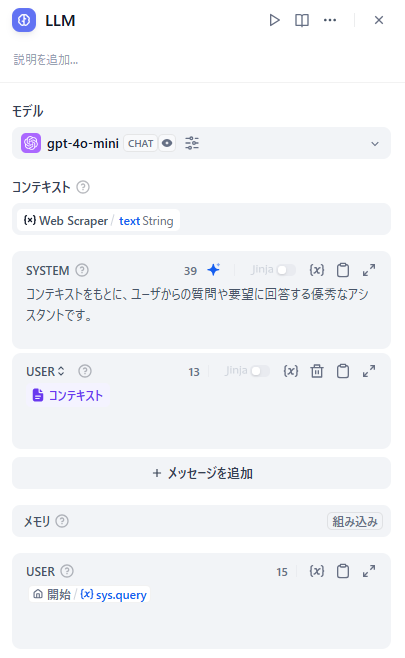 LLM
説明を追加...
モデル
gpt-4o-mini CHAT
コンテキスト
{x} Web Scraper / text String
SYSTEM 39 Jinja {x}
コンテキストをもとに、ユーザからの質問や要望に回答する優秀なアシ
スタントです。
USER 13 Jinja {x}
コンテキスト
+ メッセージを追加
メモリ 組み込み
USER 15 {x}
開始 / {x} sys.query